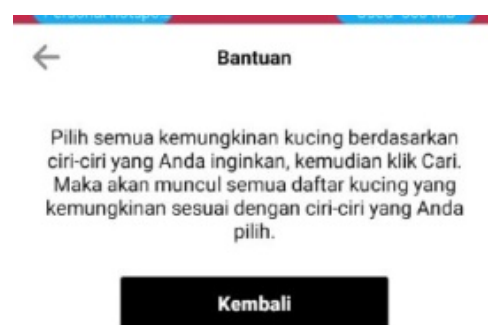 Bantuan
Pilih semua kemungkinan kucing berdasarkan
ciri-ciri yang Anda inginkan, kemudian klik Cari.
Maka akan muncul semua daftar kucing yang
kemungkinan sesuai dengan ciri-ciri yang Anda
pilih.
Kembali